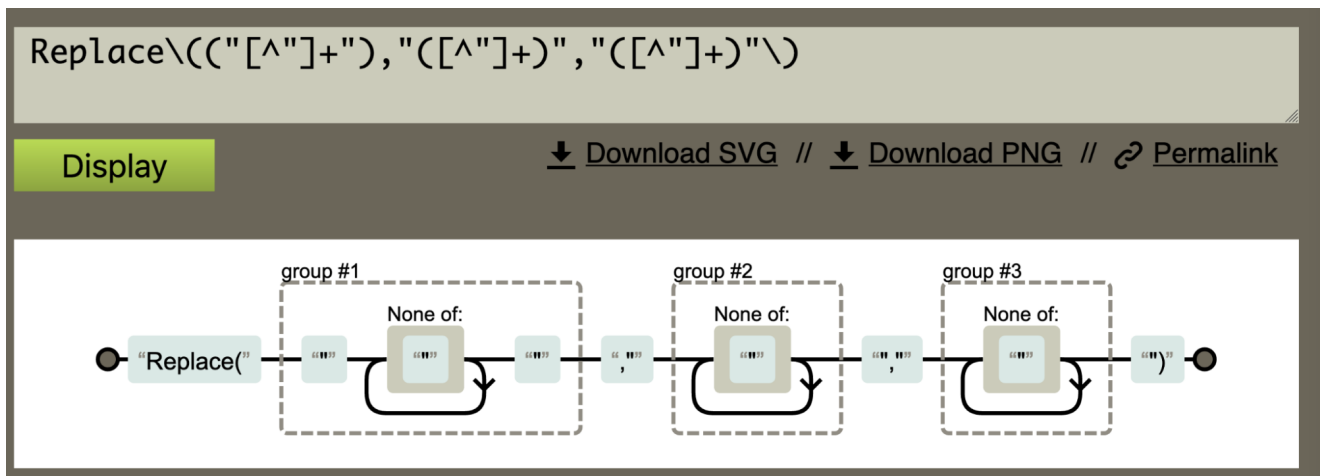 Replace\(("[^"]+"),"([^"]+)","([^"]+)"\)
Display
Download SVG // Download PNG // Permalink
group #1 group #2 group #3
None of: None of: None of:
“Replace(” “"” “"” “"” “,"” “"” “","” “"” “")”